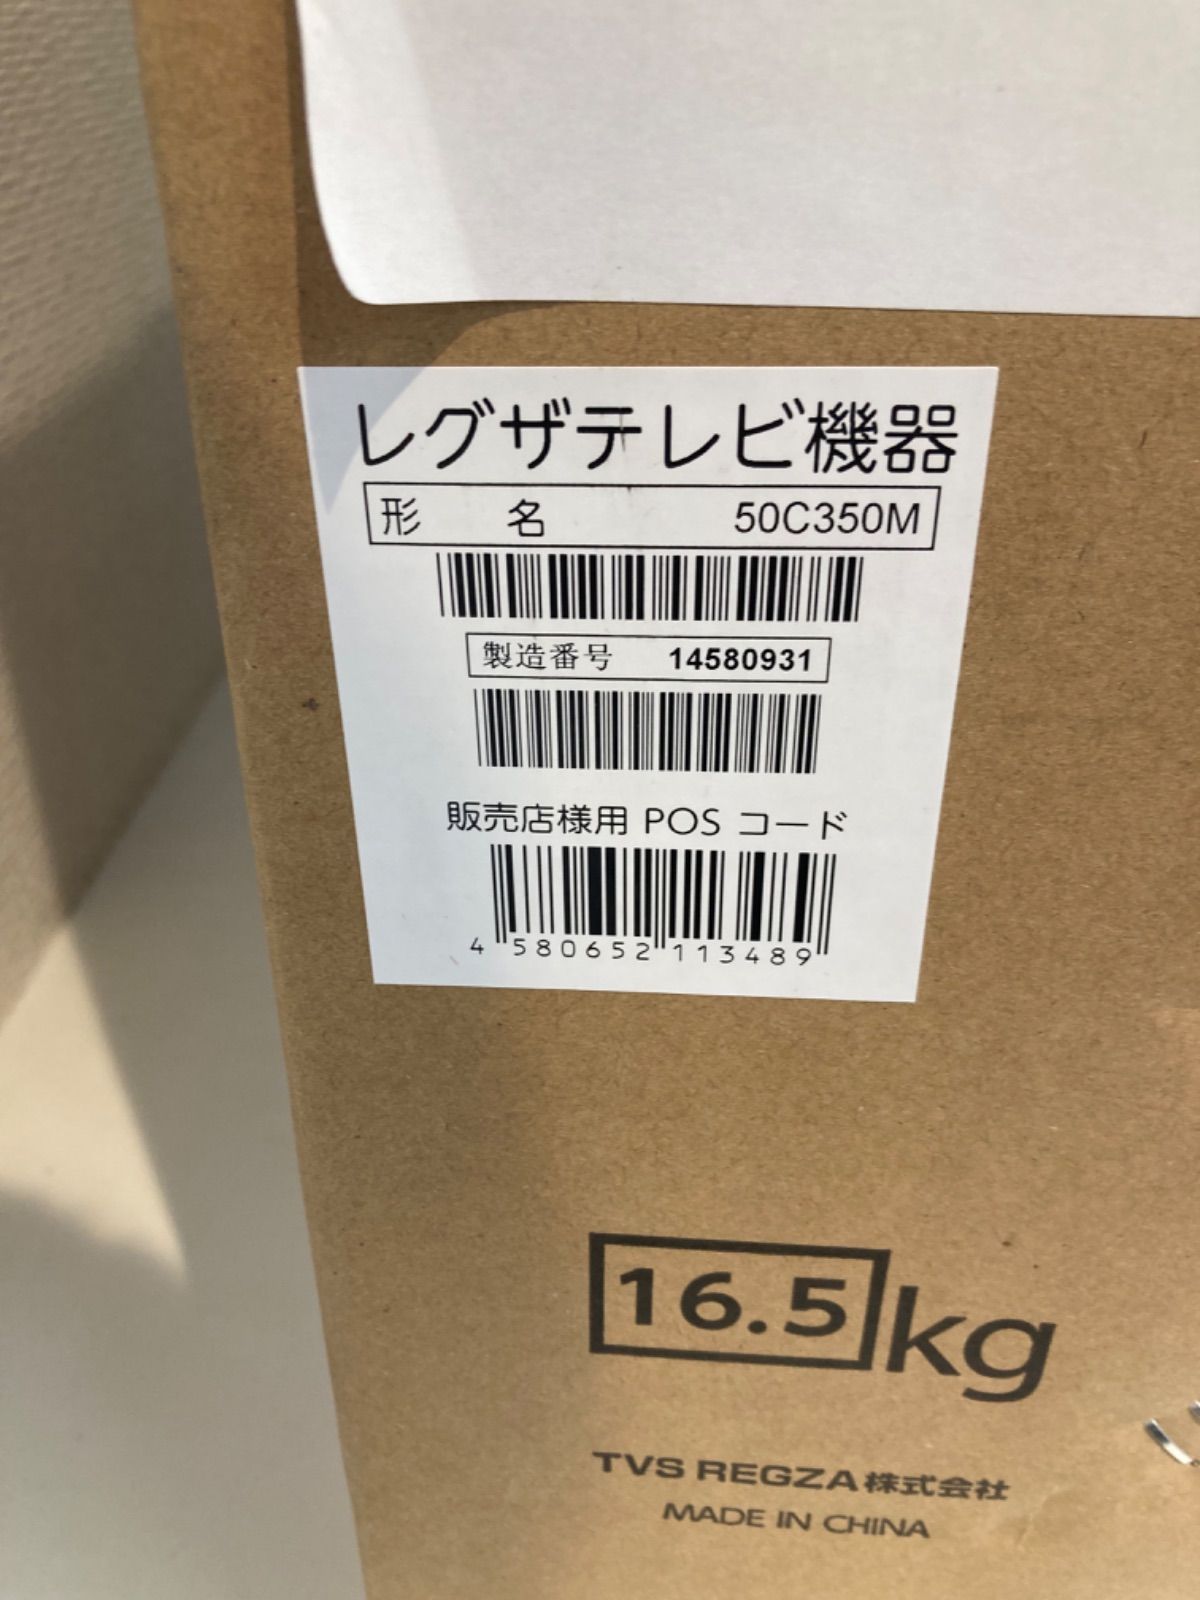 レグザテレビ機器
形 名 50C350M
製造番号 14580931
販売店様用 POS コード
4 580652 113489
16.5kg
TVS REGZA株式会社
MADE IN CHINA